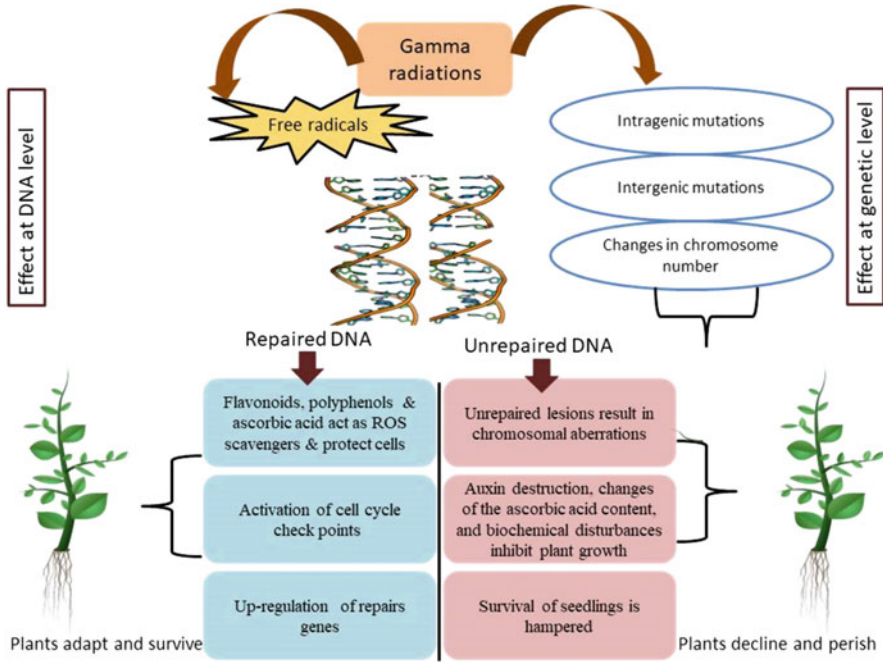 Gamma
radiations
Free radicals
Effect at DNA level
Intragenic mutations
Intergenic mutations
Changes in chromosome
number
Effect at genetic level
Repaired DNA
Unrepaired DNA
Flavonoids, polyphenols &
ascorbic acid act as ROS
scavengers & protect cells
Unrepaired lesions result in
chromosomal aberrations
Activation of cell cycle
check points
Auxin destruction, changes
of the ascorbic acid content,
and biochemical disturbances
inhibit plant growth
Up-regulation of repairs
genes
Survival of seedlings is
hampered
Plants adapt and survive
Plants decline and perish